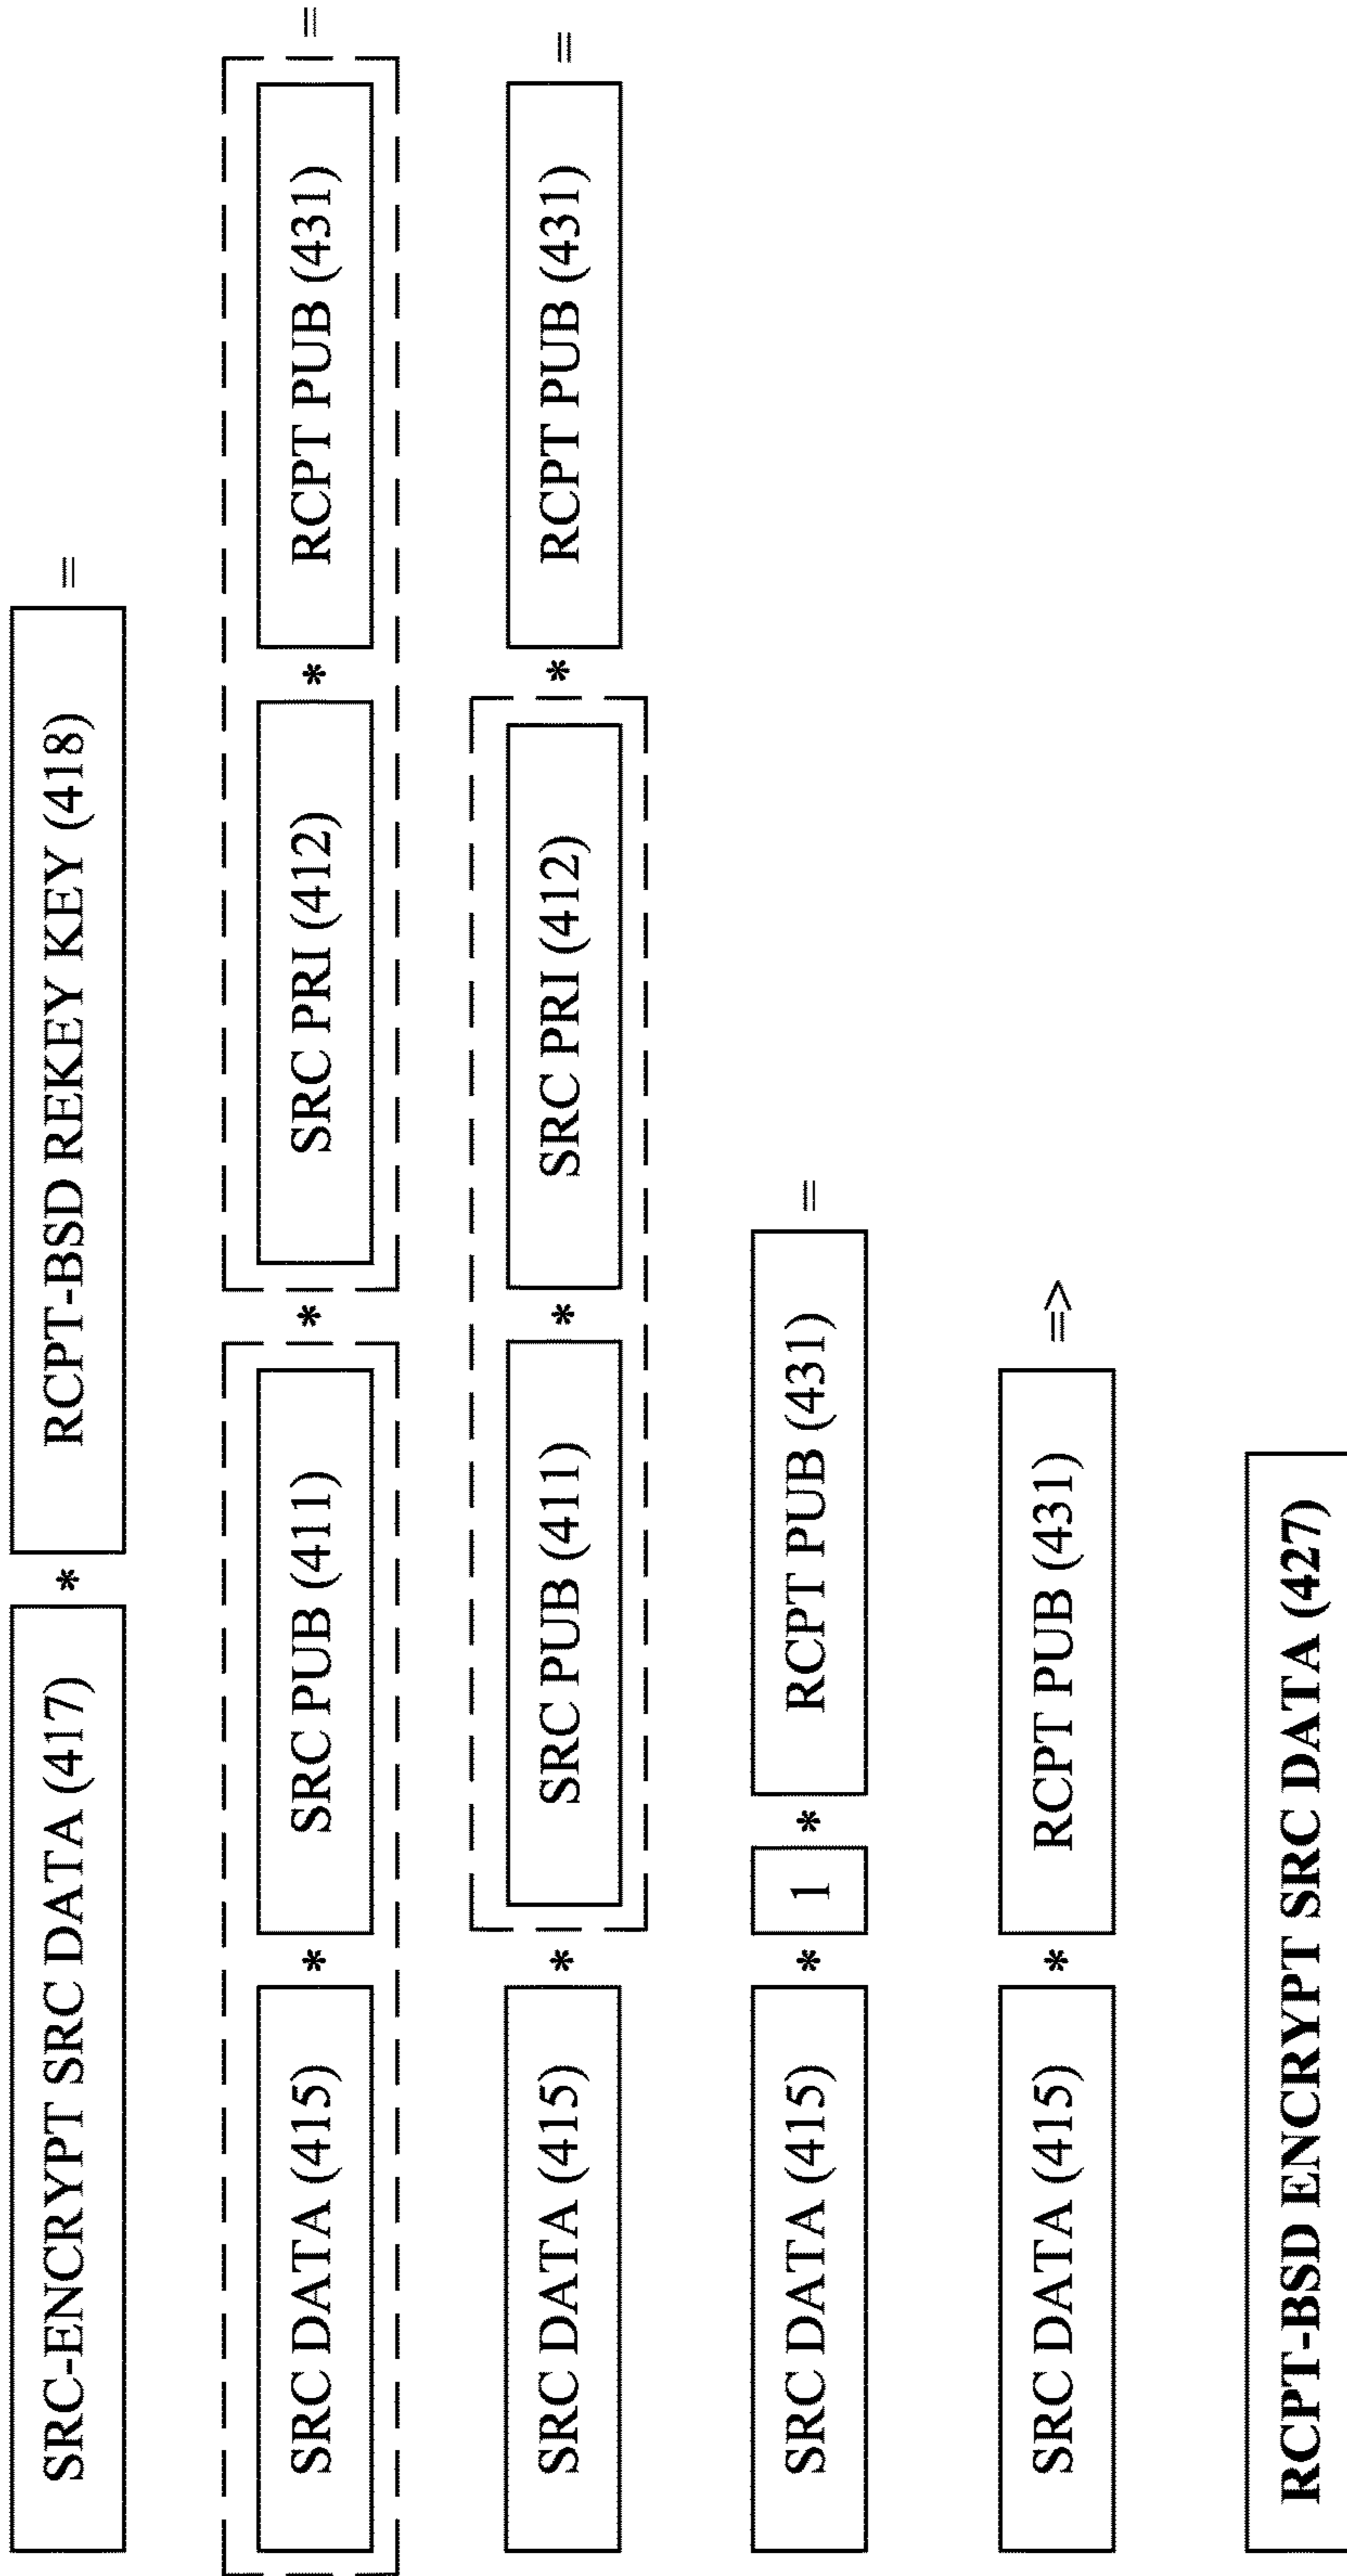 SRC-ENCRYPT SRC DATA (417) * RCPT-BSD REKEY KEY (418) =
SRC DATA (415) * SRC PUB (411) * SRC PRI (412) * RCPT PUB (431) =
SRC DATA (415) * SRC PUB (411) * SRC PRI (412) * RCPT PUB (431) =
SRC DATA (415) * 1 * RCPT PUB (431) =
SRC DATA (415) * RCPT PUB (431) =>
RCPT-BSD ENCRYPT SRC DATA (427)